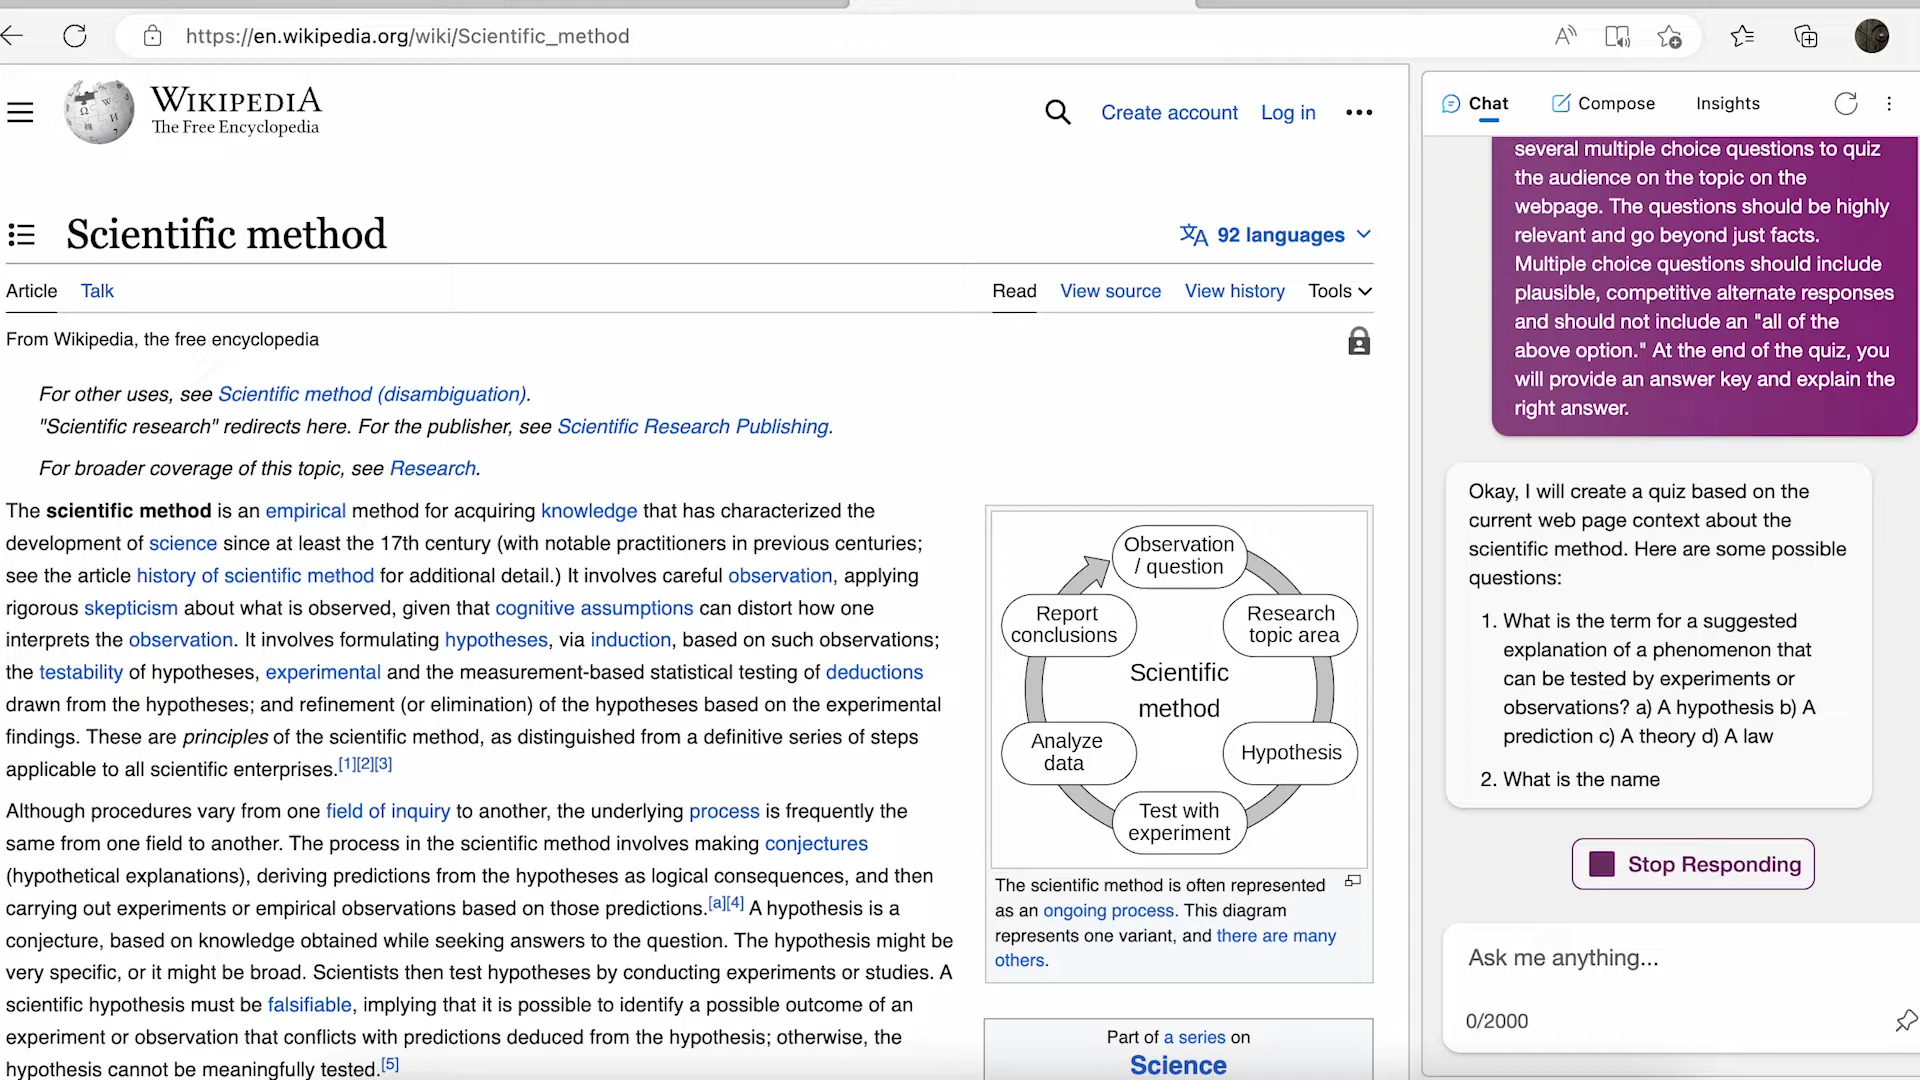 https://en.wikipedia.org/wiki/Scientific_method
WIKIPEDIA
The Free Encyclopedia
Create account
Log in
Scientific method
92 languages
Article
Talk
Read
View source
View history
Tools
From Wikipedia, the free encyclopedia
For other uses, see Scientific method (disambiguation).
"Scientific research" redirects here. For the publisher, see Scientific Research Publishing.
For broader coverage of this topic, see Research.
The scientific method is an empirical method for acquiring knowledge that has characterized the
development of science since at least the 17th century (with notable practitioners in previous centuries;
see the article history of scientific method for additional detail.) It involves careful observation, applying
rigorous skepticism about what is observed, given that cognitive assumptions can distort how one
interprets the observation. It involves formulating hypotheses, via induction, based on such observations;
the testability of hypotheses, experimental and the measurement-based statistical testing of deductions
drawn from the hypotheses; and refinement (or elimination) of the hypotheses based on the experimental
findings. These are principles of the scientific method, as distinguished from a definitive series of steps
applicable to all scientific enterprises.[1][2][3]
Although procedures vary from one field of inquiry to another, the underlying process is frequently the
same from one field to another. The process in the scientific method involves making conjectures
(hypothetical explanations), deriving predictions from the hypotheses as logical consequences, and then
carrying out experiments or empirical observations based on those predictions.[a][4] A hypothesis is a
conjecture, based on knowledge obtained while seeking answers to the question. The hypothesis might be
very specific, or it might be broad. Scientists then test hypotheses by conducting experiments or studies. A
scientific hypothesis must be falsifiable, implying that it is possible to identify a possible outcome of an
experiment or observation that conflicts with predictions deduced from the hypothesis; otherwise, the
hypothesis cannot be meaningfully tested.[5]
Observation
/ question
Research
topic area
Hypothesis
Test with
experiment
Analyze
data
Report
conclusions
Scientific
method
The scientific method is often represented
as an ongoing process. This diagram
represents one variant, and there are many
others.
Part of a series on
Science
Chat
Compose
Insights
several multiple choice questions to quiz
the audience on the topic on the
webpage. The questions should be highly
relevant and go beyond just facts.
Multiple choice questions should include
plausible, competitive alternate responses
and should not include an "all of the
above option." At the end of the quiz, you
will provide an answer key and explain the
right answer.
Okay, I will create a quiz based on the
current web page context about the
scientific method. Here are some possible
questions:
1. What is the term for a suggested
explanation of a phenomenon that
can be tested by experiments or
observations? a) A hypothesis b) A
prediction c) A theory d) A law
2. What is the name
Stop Responding
Ask me anything...
0/2000